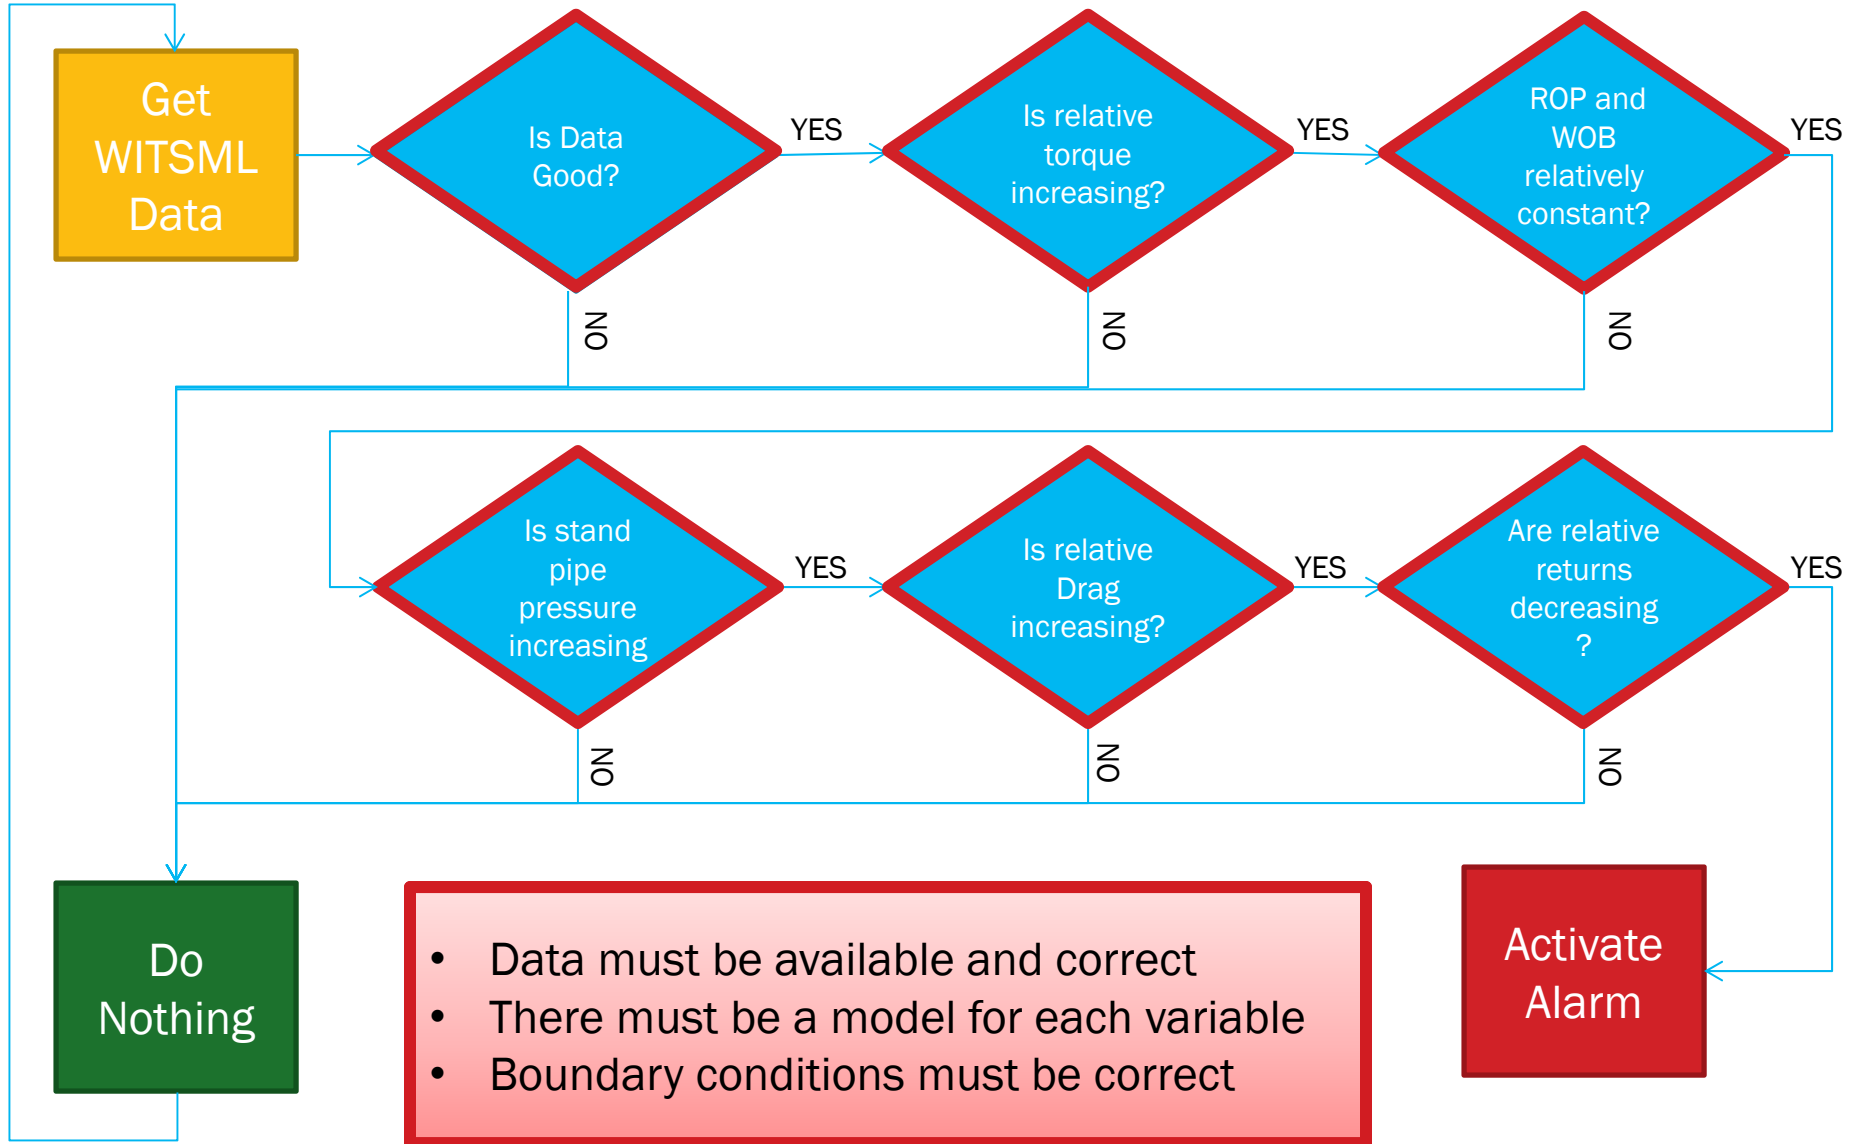 Get
WITSML
Data
Is Data
Good?
YES
Is relative
torque
increasing?
YES
ROP and
WOB
relatively
constant?
YES
NO
NO
NO
Is stand
pipe
pressure
increasing
YES
Is relative
Drag
increasing?
YES
Are relative
returns
decreasing
?
YES
NO
NO
NO
Do
Nothing
• Data must be available and correct
• There must be a model for each variable
• Boundary conditions must be correct
Activate
Alarm